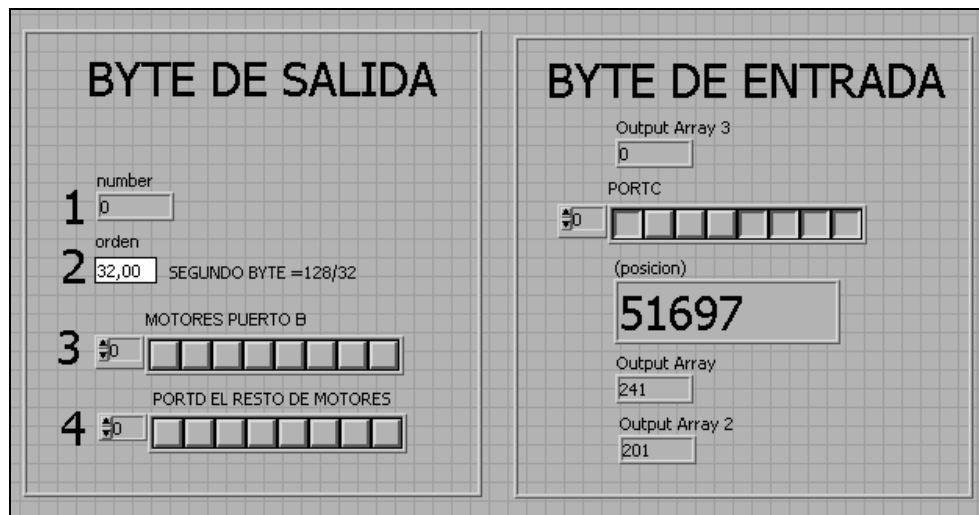 BYTE DE SALIDA
number
1
0
orden
2
32,00 SEGUNDO BYTE =128/32
MOTORES PUERTO B
3
0
PORTD EL RESTO DE MOTORES
4
0
BYTE DE ENTRADA
Output Array 3
0
PORTC
0
(posicion)
51697
Output Array
241
Output Array 2
201